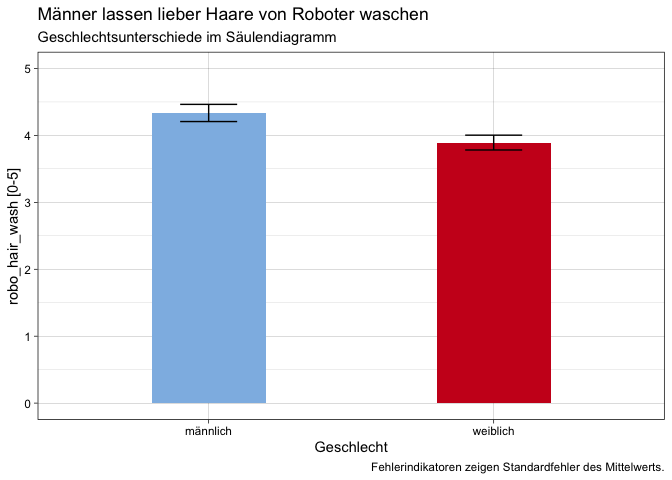 Männer lassen lieber Haare von Roboter waschen
Geschlechtsunterschiede im Säulendiagramm
robo_hair_wash [0-5]
5
4
3
2
1
0
männlich
weiblich
Geschlecht
Fehlerindikatoren zeigen Standardfehler des Mittelwerts.